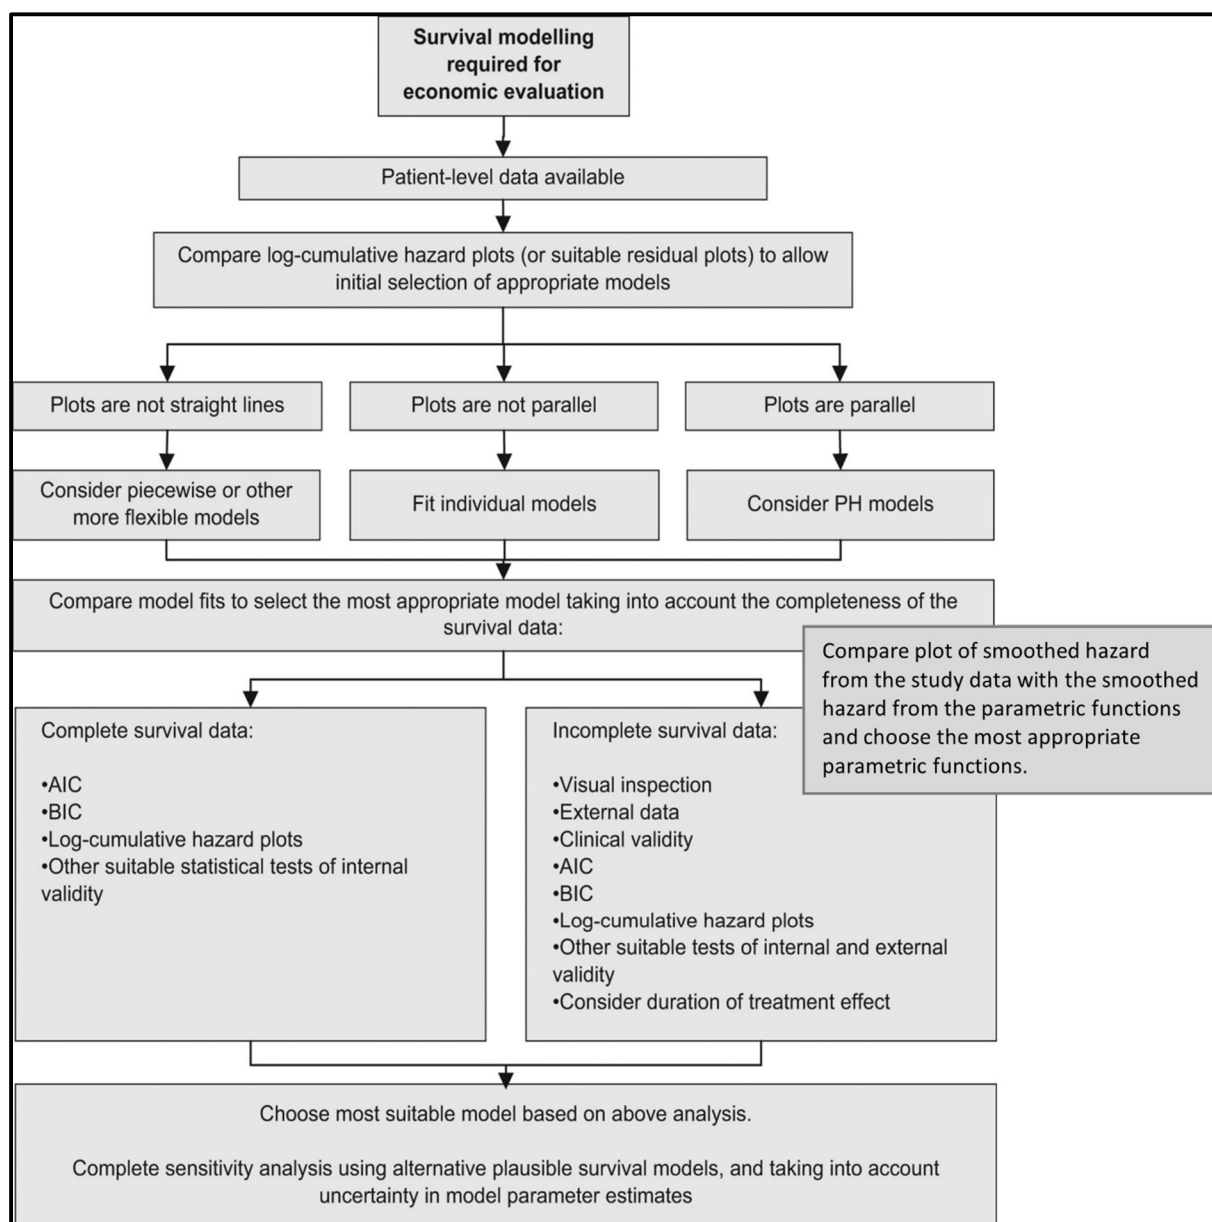 Survival modelling
required for
economic evaluation
Patient-level data available
Compare log-cumulative hazard plots (or suitable residual plots) to allow
initial selection of appropriate models
Plots are not straight lines
Plots are not parallel
Plots are parallel
Consider piecewise or other
more flexible models
Fit individual models
Consider PH models
Compare model fits to select the most appropriate model taking into account the completeness of the
survival data:
Compare plot of smoothed hazard
from the study data with the smoothed
hazard from the parametric functions
and choose the most appropriate
parametric functions.
Complete survival data:
•AIC
•BIC
•Log-cumulative hazard plots
•Other suitable statistical tests of internal
validity
Incomplete survival data:
•Visual inspection
•External data
•Clinical validity
•AIC
•BIC
•Log-cumulative hazard plots
•Other suitable tests of internal and external
validity
•Consider duration of treatment effect
Choose most suitable model based on above analysis.
Complete sensitivity analysis using alternative plausible survival models, and taking into account
uncertainty in model parameter estimates